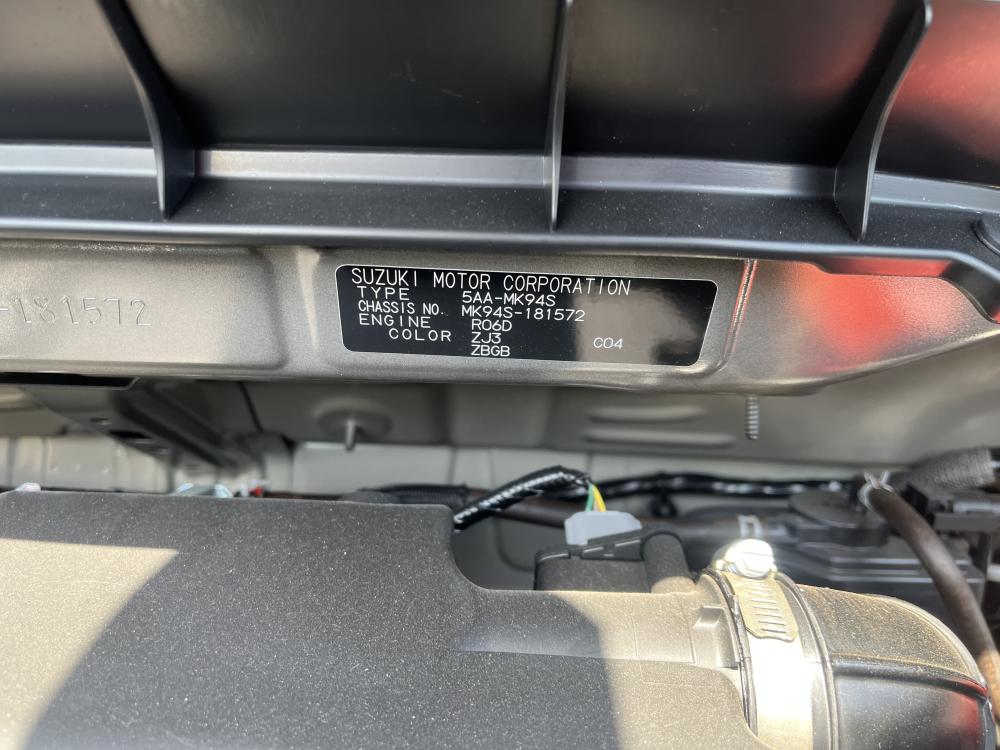 SUZUKI MOTOR CORPORATION
TYPE 5AA-MK94S
CHASSIS NO. MK94S-181572
ENGINE R06D
COLOR ZJ3
ZBGB C04
-181572